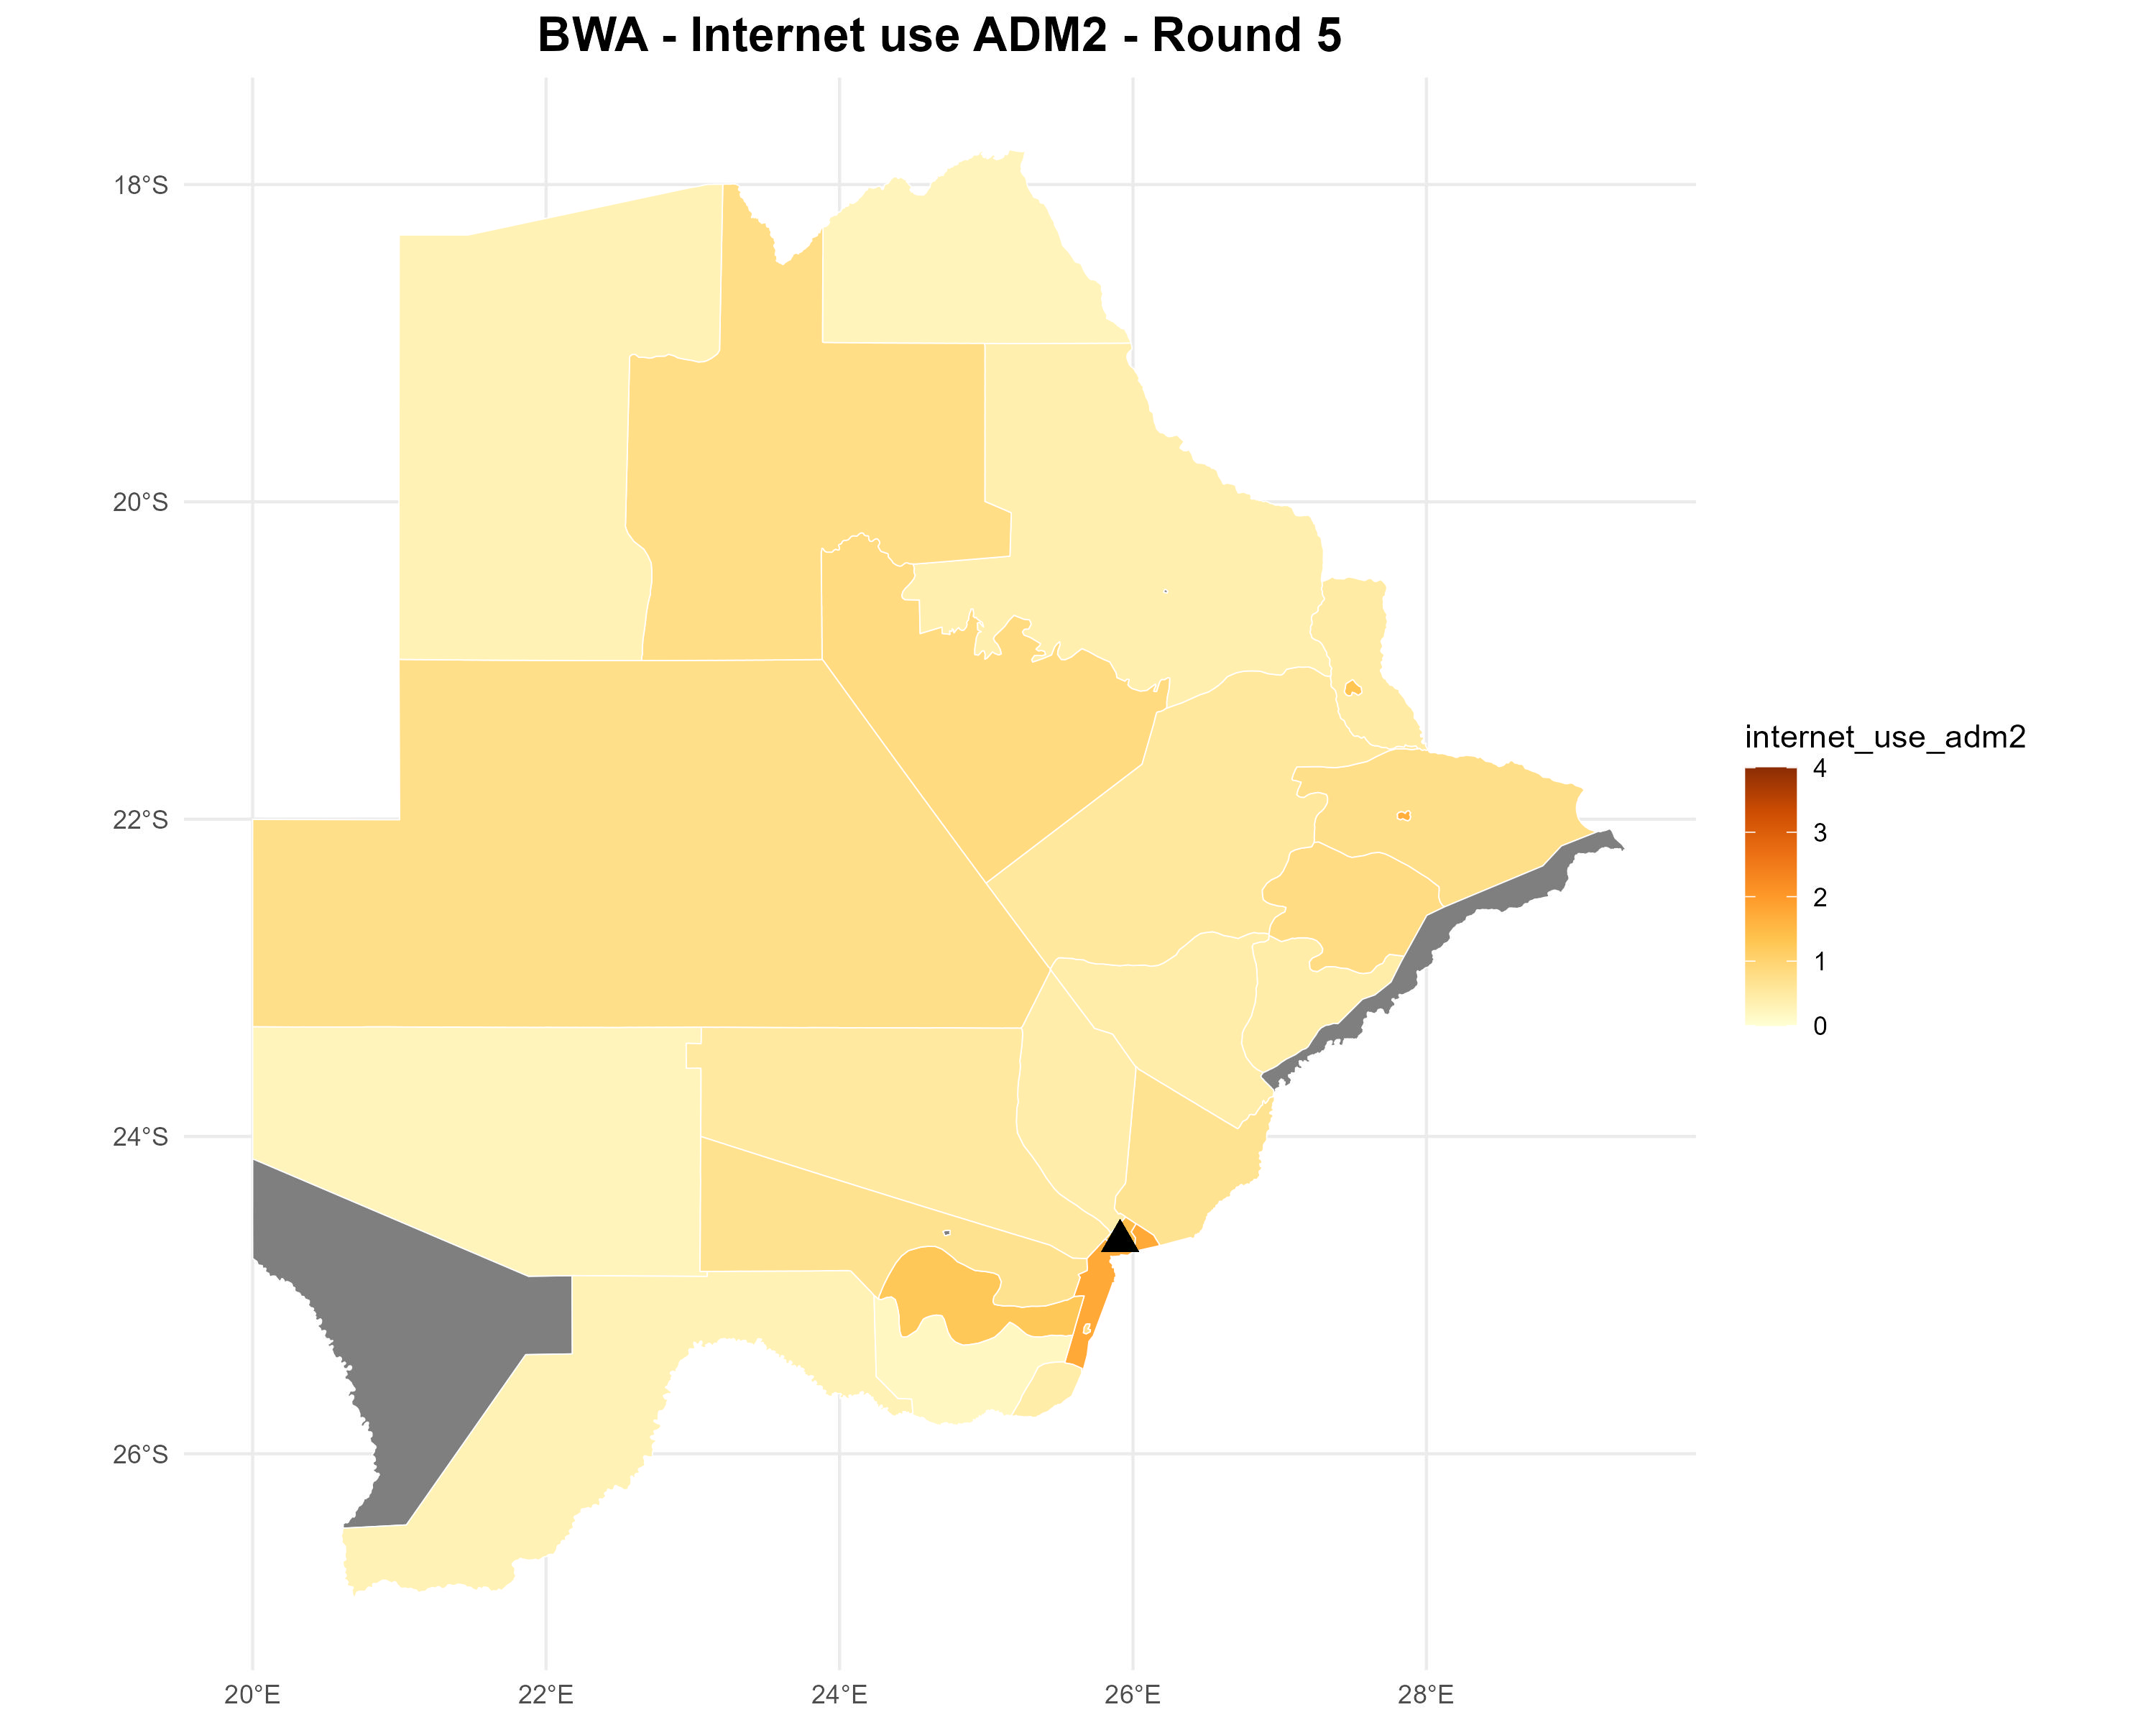 BWA - Internet use ADM2 - Round 5
18°S
20°S
22°S
24°S
26°S
20°E
22°E
24°E
26°E
28°E
internet_use_adm2
4
3
2
1
0